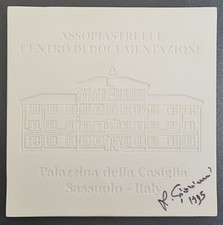 ASSOPIASTRELLE
CENTRO DI DOCUMENTAZIONE
Palazzina della Casiglia
Sassuolo - Italy
1995